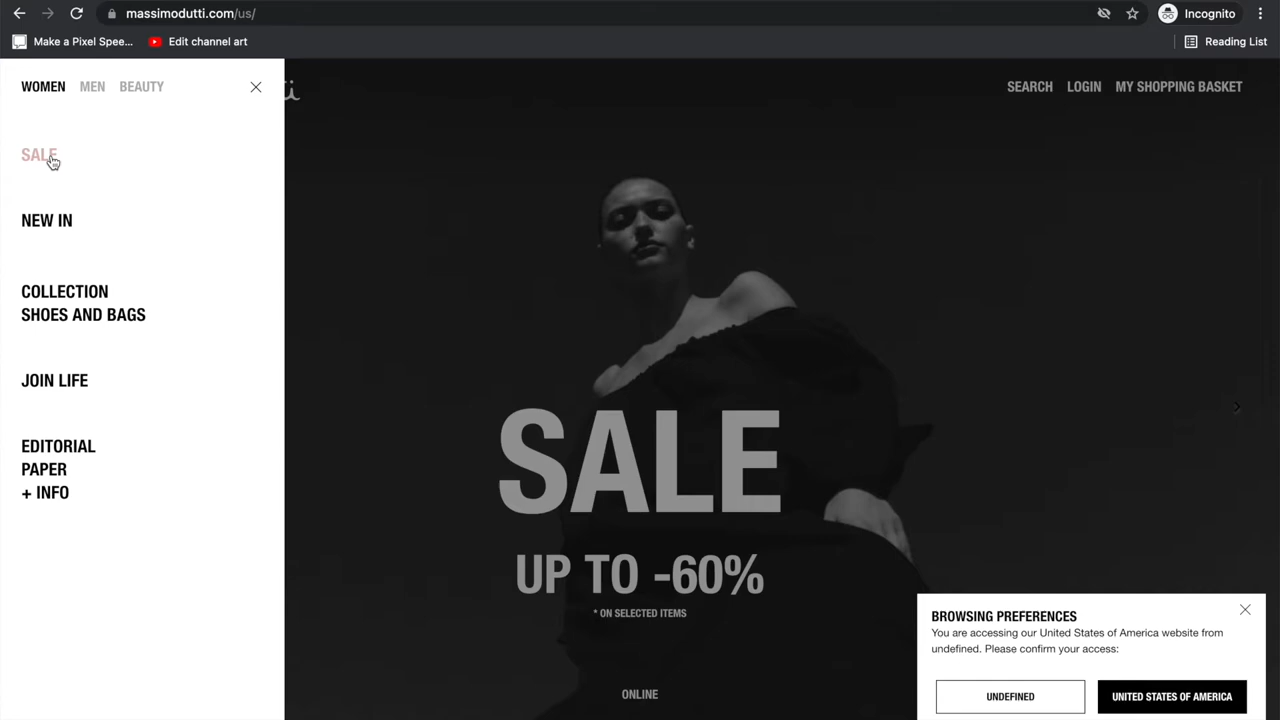 massimodutti.com/us/
Incognito
Make a Pixel Spee...
Edit channel art
Reading List
WOMEN MEN BEAUTY
SEARCH LOGIN MY SHOPPING BASKET
SALE
NEW IN
COLLECTION
SHOES AND BAGS
JOIN LIFE
EDITORIAL
PAPER
+ INFO
SALE
UP TO -60%
* ON SELECTED ITEMS
ONLINE
BROWSING PREFERENCES
You are accessing our United States of America website from
undefined. Please confirm your access:
UNDEFINED
UNITED STATES OF AMERICA